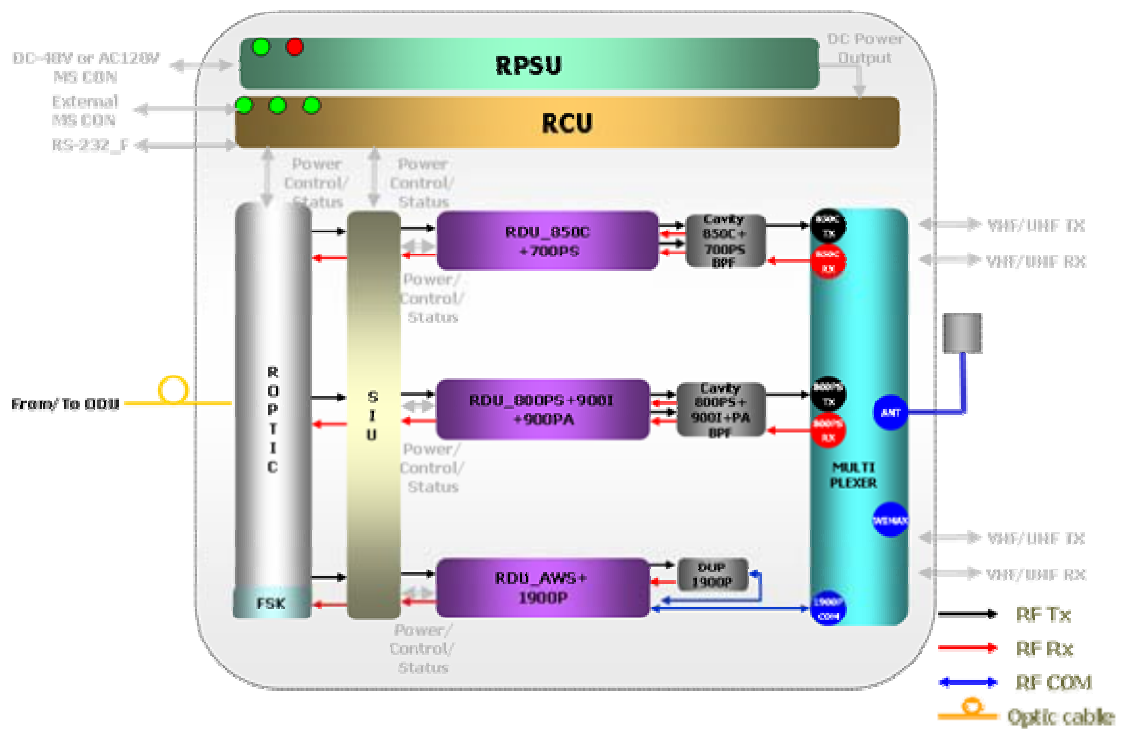 DC-48V or AC120V
MS CON
RPSU
DC Power
Output
External
MS CON
RCU
RS-232_F
Power
Control/
Status
Power
Control/
Status
RDU_850C
+700PS
Cavity
850C+
700PS
BPF
850C
TX
850C
RX
VHF/UHF TX
VHF/UHF RX
Power/
Control/
Status
From/To ODU
ROPTIC
SIU
RDU_800PS+900I
+900PA
Cavity
800PS+
900I+PA
BPF
800PS
TX
800PS
RX
ANT
MULTI
PLEXER
WIMAX
Power/
Control/
Status
VHF/UHF TX
VHF/UHF RX
RDU_AWS+
1900P
DUP
1900P
1900P
COM
FSK
Power/
Control/
Status
RF Tx
RF Rx
RF COM
Optic cable